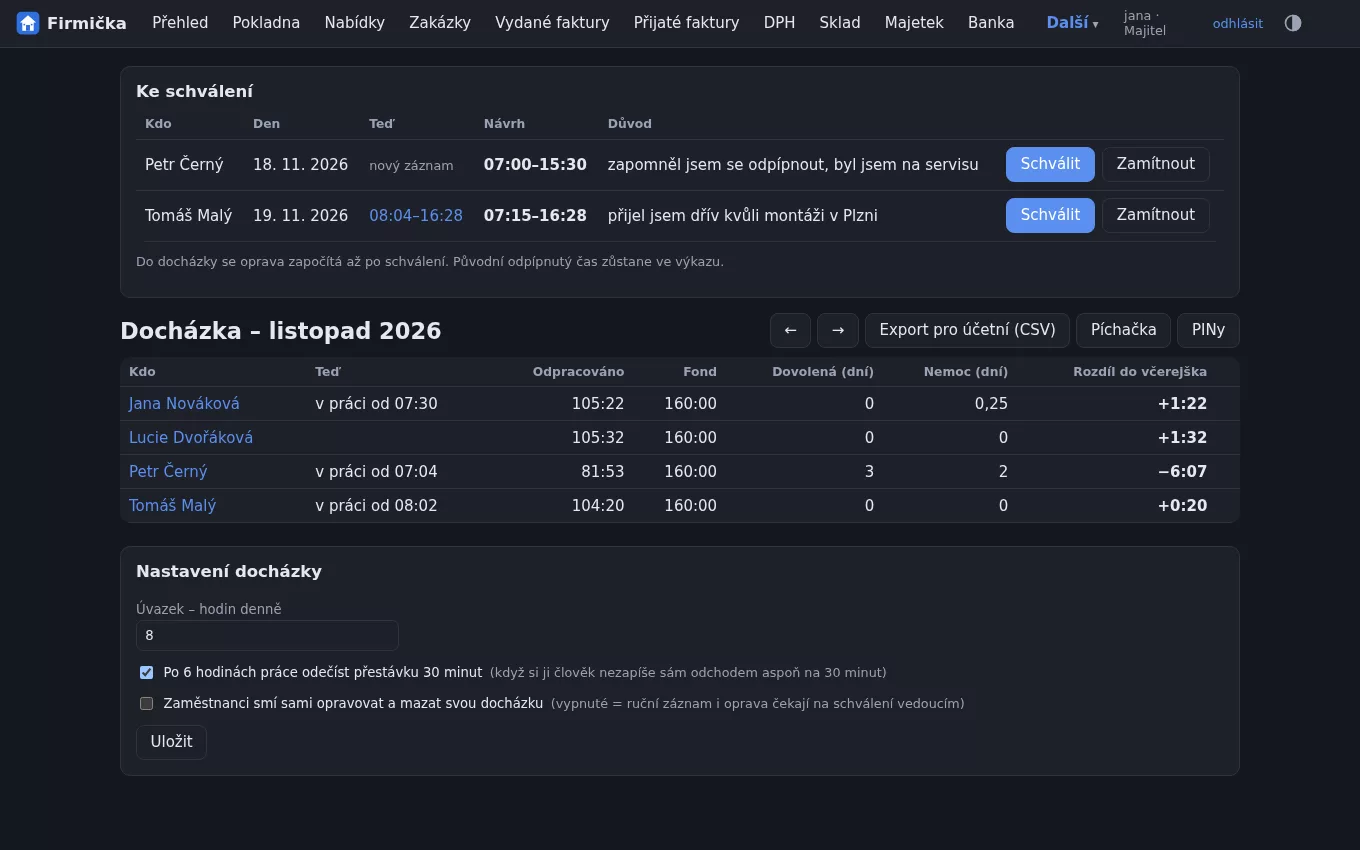 Firmička Přehled Pokladna Nabídky Zakázky Vydané faktury Přijaté faktury DPH Sklad Majetek Banka Další ▾ jana · Majitel odhlásit
Ke schválení
Kdo Den Teď Návrh Důvod
Petr Černý 18. 11. 2026 nový záznam 07:00–15:30 zapomněl jsem se odpípnout, byl jsem na servisu Schválit Zamítnout
Tomáš Malý 19. 11. 2026 08:04–16:28 07:15–16:28 přijel jsem dřív kvůli montáži v Plzni Schválit Zamítnout
Do docházky se oprava započítá až po schválení. Původní odpípnutý čas zůstane ve výkazu.
Docházka – listopad 2026 ← → Export pro účetní (CSV) Píchačka PINy
Kdo Teď Odpracováno Fond Dovolená (dní) Nemoc (dní) Rozdíl do včerejška
Jana Nováková v práci od 07:30 105:22 160:00 0 0,25 +1:22
Lucie Dvořáková 105:32 160:00 0 0 +1:32
Petr Černý v práci od 07:04 81:53 160:00 3 2 −6:07
Tomáš Malý v práci od 08:02 104:20 160:00 0 0 +0:20
Nastavení docházky
Úvazek – hodin denně
8
Po 6 hodinách práce odečíst přestávku 30 minut (když si ji člověk nezapíše sám odchodem aspoň na 30 minut)
Zaměstnanci smí sami opravovat a mazat svou docházku (vypnuté = ruční záznam i oprava čekají na schválení vedoucím)
Uložit